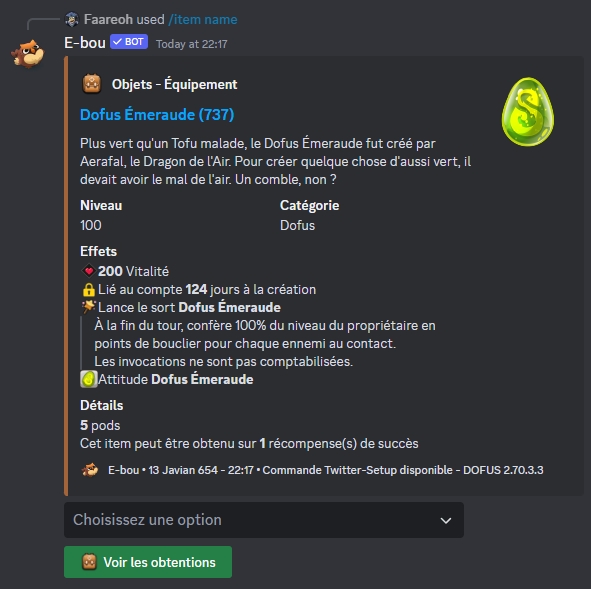 Faareoh used /item name
E-bou BOT Today at 22:17
Objets - Équipement
Dofus Émeraude (737)
Plus vert qu'un Tofu malade, le Dofus Émeraude fut créé par
Aerafal, le Dragon de l'Air. Pour créer quelque chose d'aussi vert, il
devait avoir le mal de l'air. Un comble, non ?
Niveau Catégorie
100 Dofus
Effets
200 Vitalité
Lié au compte 124 jours à la création
Lance le sort Dofus Émeraude
À la fin du tour, confère 100% du niveau du propriétaire en
points de bouclier pour chaque ennemi au contact.
Les invocations ne sont pas comptabilisées.
Attitude Dofus Émeraude
Détails
5 pods
Cet item peut être obtenu sur 1 récompense(s) de succès
E-bou • 13 Javian 654 - 22:17 • Commande Twitter-Setup disponible - DOFUS 2.70.3.3
Choisissez une option
Voir les obtentions